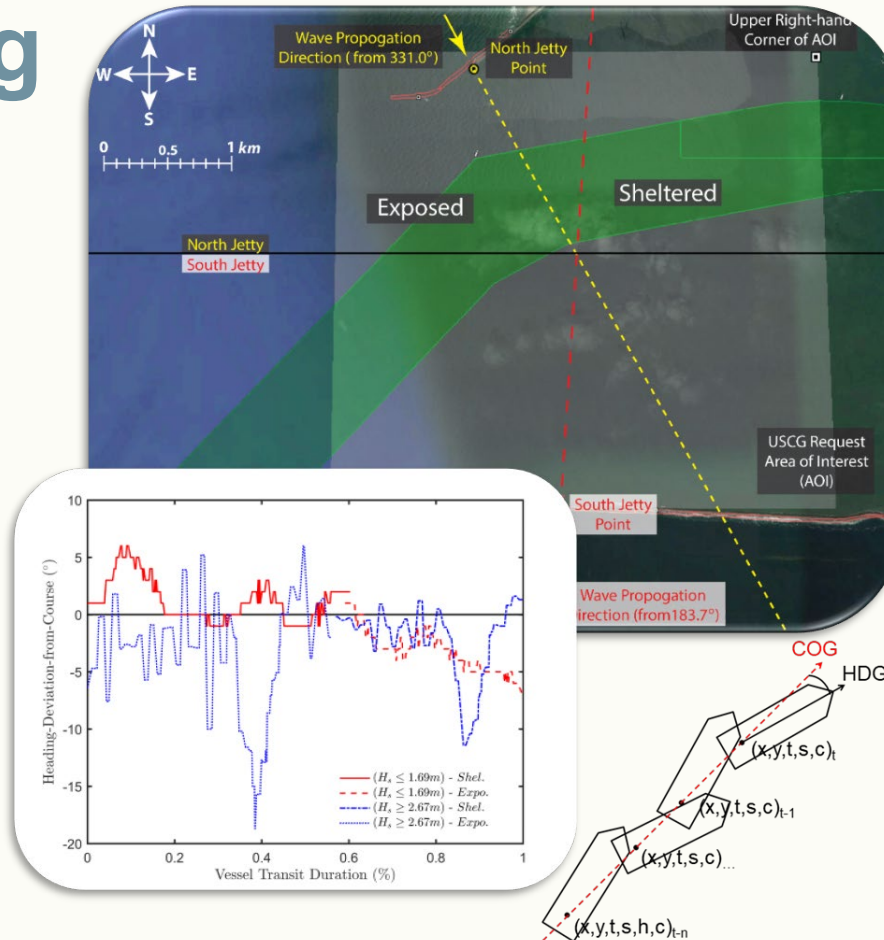 g
N
W E
S
0 0.5 1 km
Wave Propogation
Direction ( from 331.0°)
North Jetty
Point
Upper Right-hand
Corner of AOI
Exposed
Sheltered
North Jetty
South Jetty
USCG Request
Area of Interest
(AOI)
South Jetty
Point
Wave Propogation
irection (from183.7°)
10
5
0
-5
-10
-15
-20
Heading-Deviation-from-Course (°)
(Hs ≤ 1.69m) - Shel.
(Hs ≤ 1.69m) - Expo.
(Hs ≥ 2.67m) - Shel.
(Hs ≥ 2.67m) - Expo.
0 0.2 0.4 0.6 0.8 1
Vessel Transit Duration (%)
COG
HDG
(x,y,t,s,c)t
(x,y,t,s,c)t-1
(x,y,t,s,c)...
(x,y,t,s,h,c)t-n